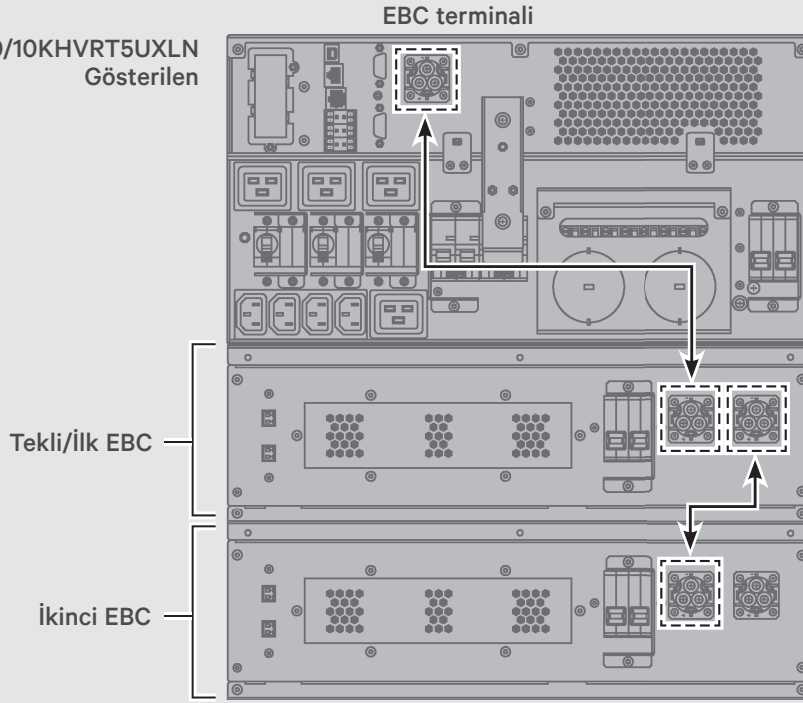 EBC terminali
0/10KHVRT5UXLN
Gösterilen
Tekli/İlk EBC
İkinci EBC